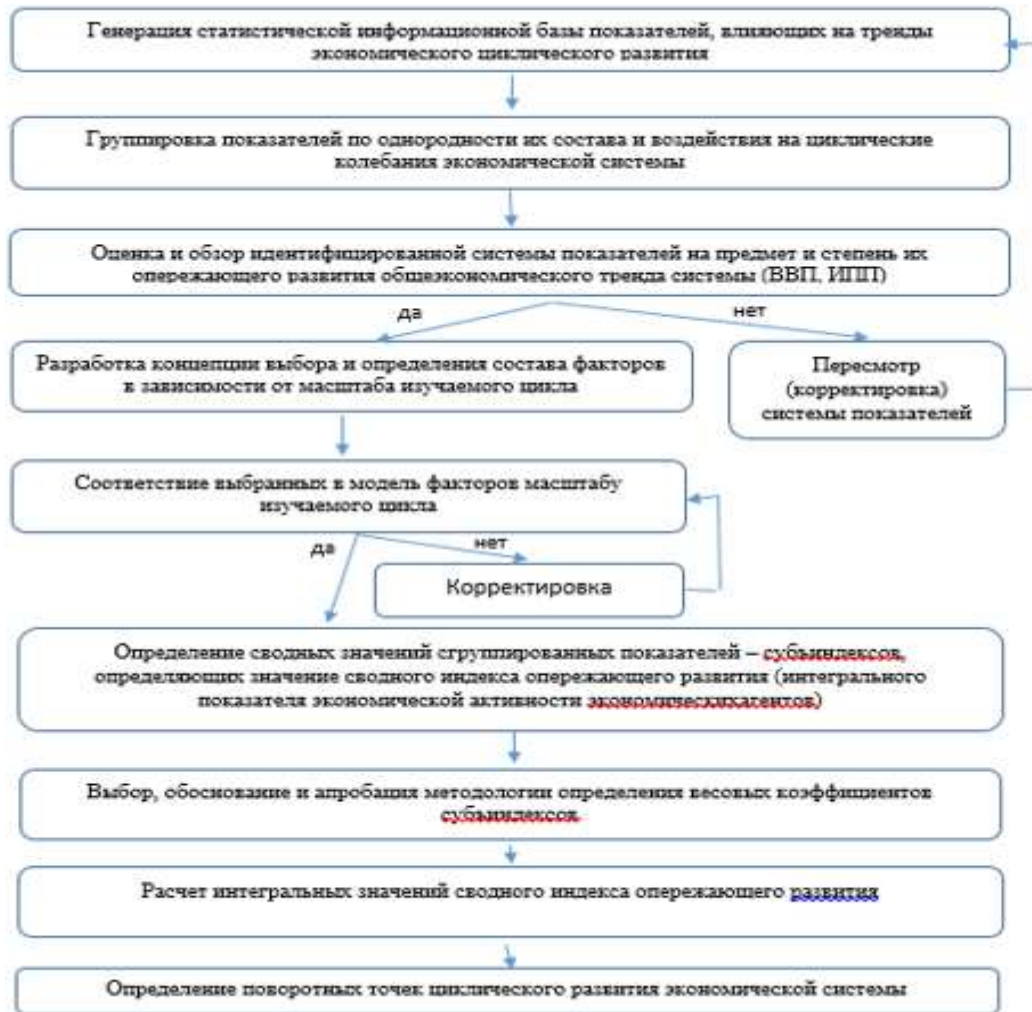 Генерация статистической информационной базы показателей, влияющих на тренды
экономического циклического развития
Группировка показателей по однородности их состава и воздействия на циклические
колебания экономической системы
Оценка и обзор идентифицированной системы показателей на предмет и степень их
опережающего развития общеэкономического тренда системы (ВВП, ИПП)
да
нет
Разработка концепции выбора и определения состава факторов
в зависимости от масштаба изучаемого цикла
Пересмотр
(корректировка)
системы показателей
Соответствие выбранных в модель факторов масштабу
изучаемого цикла
да
нет
Корректировка
Определение сводных значений сгруппированных показателей – субъиндексов,
определяющих значение сводного индекса опережающего развития (интегрального
показателя экономической активности экономическихагентов)
Выбор, обоснование и апробация методологии определения весовых коэффициентов
субъиндексов
Расчет интегральных значений сводного индекса опережающего развития
Определение поворотных точек циклического развития экономической системы